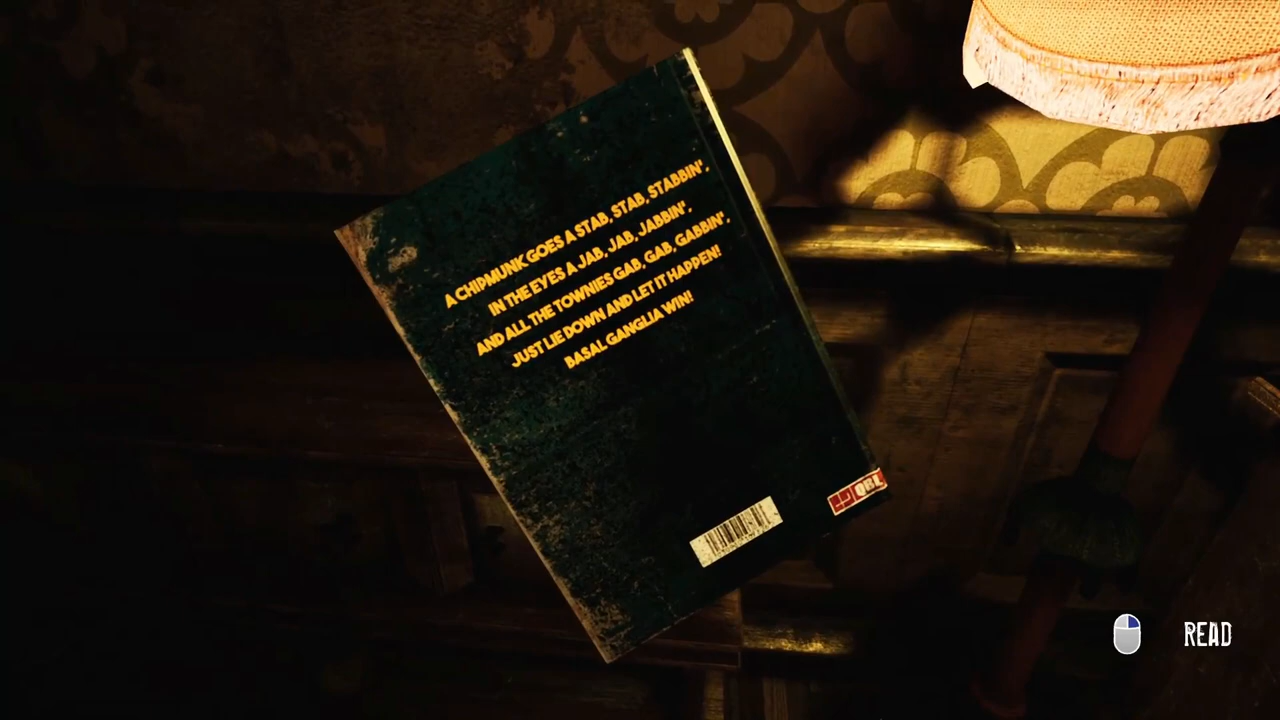 A CHIPMUNK GOES A STAB, STAB, STABBIN',
IN THE EYES A JAB, JAB, JABBIN',
AND ALL THE TOWNIES GAB, GAB, GABBIN',
JUST LIE DOWN AND LET IT HAPPEN!
BASAL GANGLIA WIN!
QBL
READ